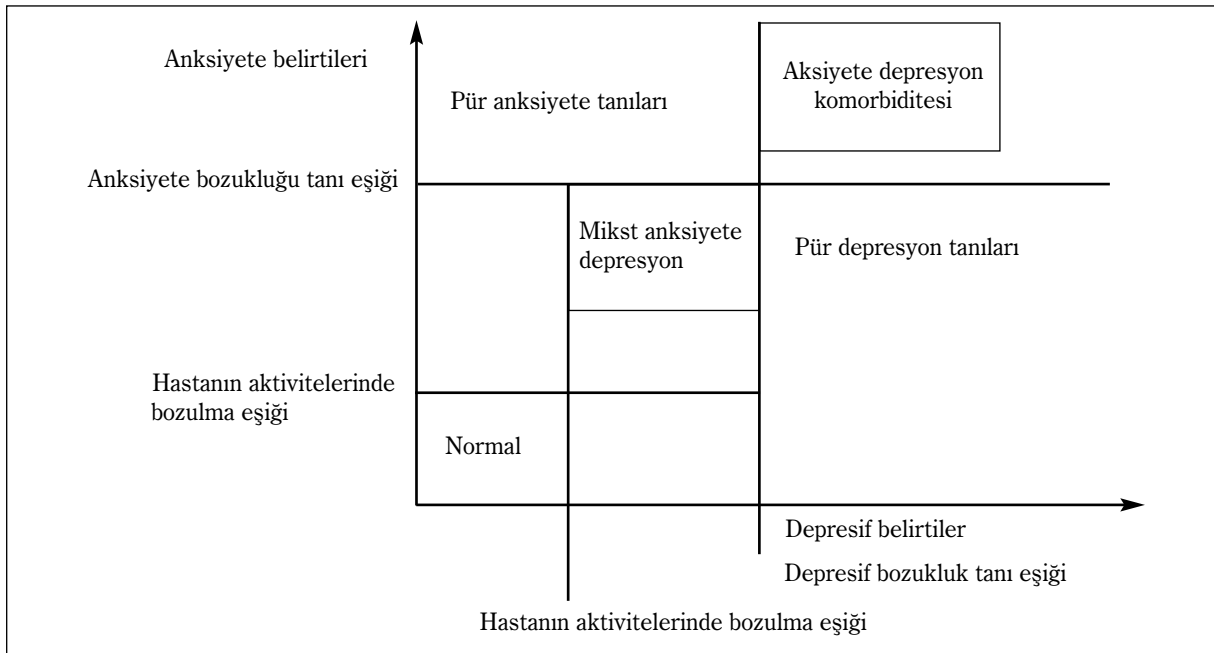 Anksiyete belirtileri
Aksiyete depresyon
komorbiditesi
Pür anksiyete tanıları
Anksiyete bozukluğu tanı eşiği
Mikst anksiyete
depresyon
Pür depresyon tanıları
Hastanın aktivitelerinde
bozulma eşiği
Normal
Depresif belirtiler
Depresif bozukluk tanı eşiği
Hastanın aktivitelerinde bozulma eşiği